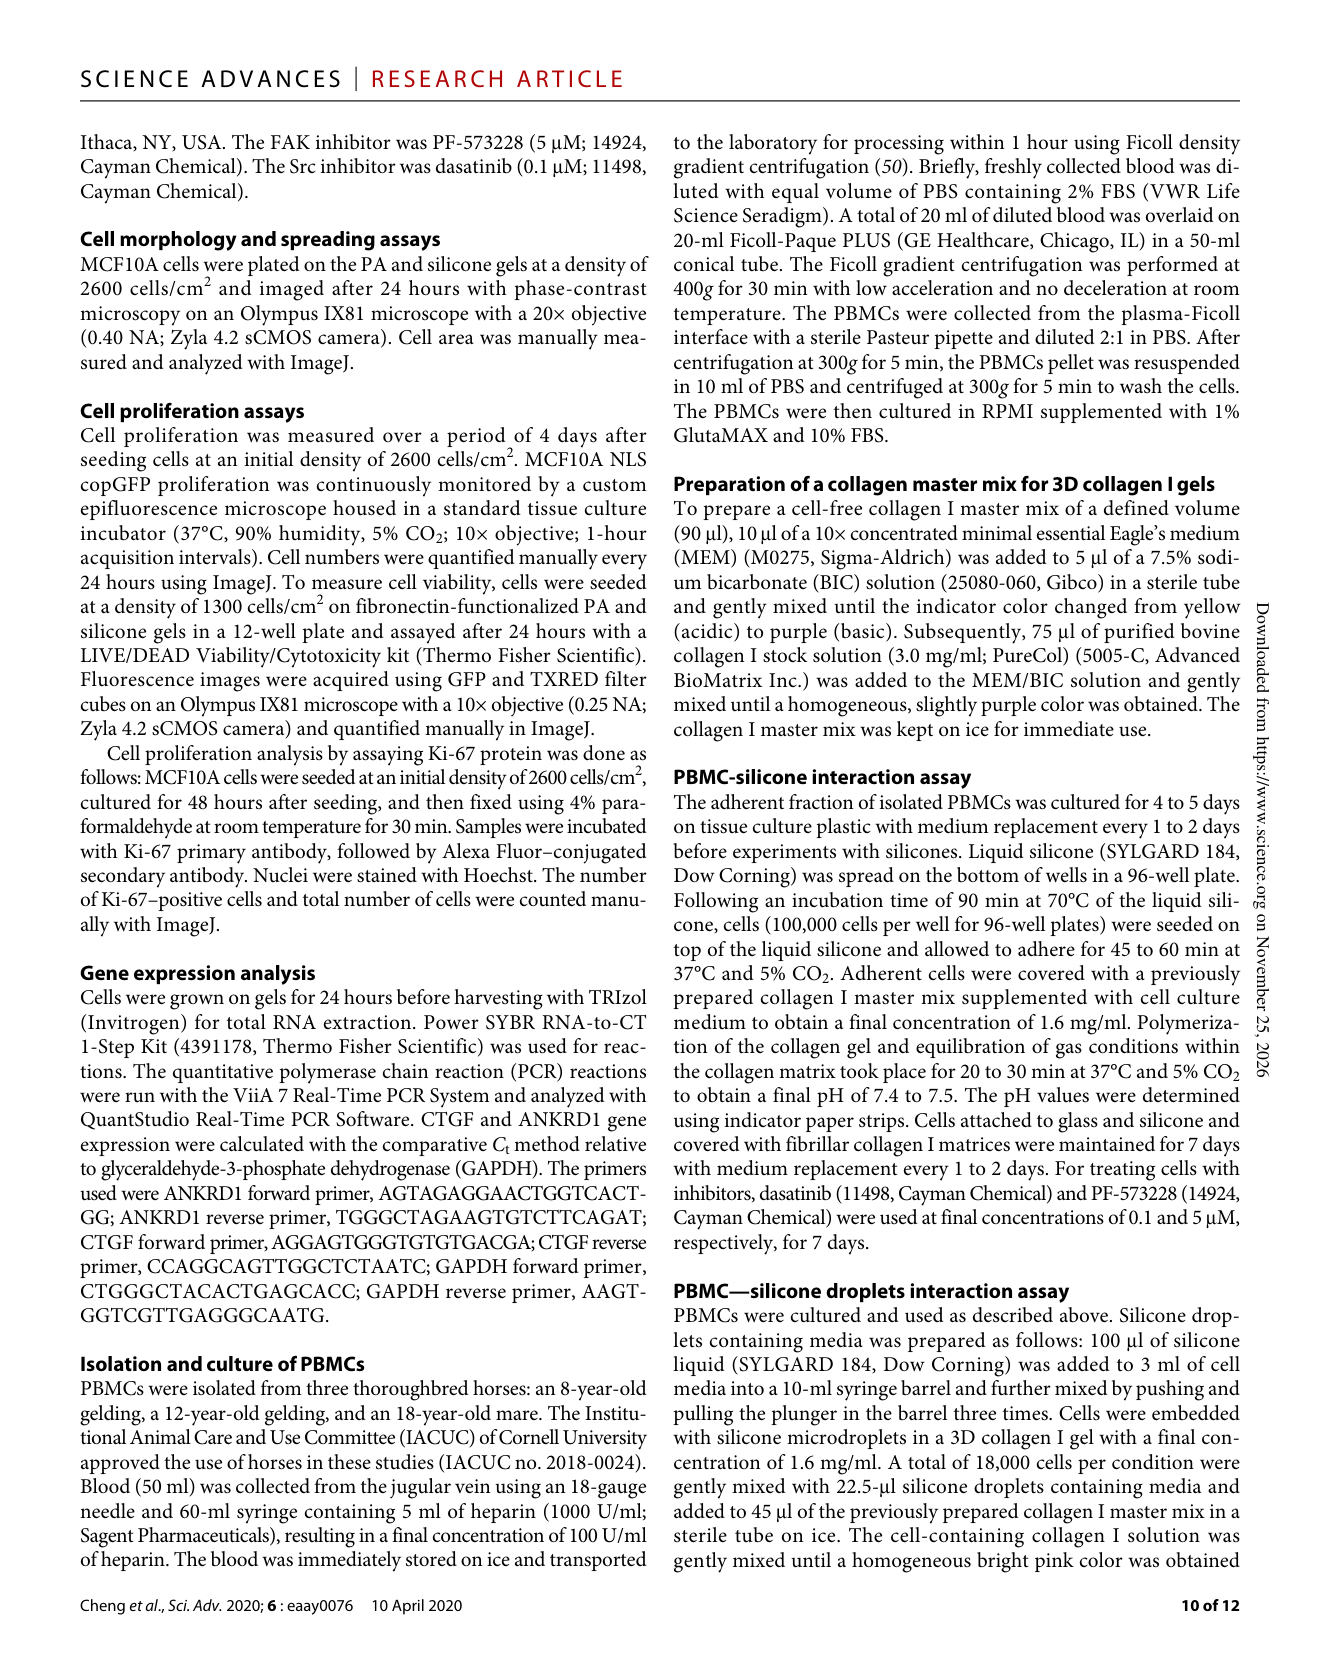 SCIENCE ADVANCES | RESEARCH ARTICLE
Ithaca, NY, USA. The FAK inhibitor was PF-573228 (5 μM; 14924,
Cayman Chemical). The Src inhibitor was dasatinib (0.1 μM; 11498,
Cayman Chemical).
Cell morphology and spreading assays
MCF10A cells were plated on the PA and silicone gels at a density of
2600 cells/cm² and imaged after 24 hours with phase-contrast
microscopy on an Olympus IX81 microscope with a 20× objective
(0.40 NA; Zyla 4.2 sCMOS camera). Cell area was manually mea-
sured and analyzed with ImageJ.
Cell proliferation assays
Cell proliferation was measured over a period of 4 days after
seeding cells at an initial density of 2600 cells/cm². MCF10A NLS
copGFP proliferation was continuously monitored by a custom
epifluorescence microscope housed in a standard tissue culture
incubator (37°C, 90% humidity, 5% CO₂; 10× objective; 1-hour
acquisition intervals). Cell numbers were quantified manually every
24 hours using ImageJ. To measure cell viability, cells were seeded
at a density of 1300 cells/cm² on fibronectin-functionalized PA and
silicone gels in a 12-well plate and assayed after 24 hours with a
LIVE/DEAD Viability/Cytotoxicity kit (Thermo Fisher Scientific).
Fluorescence images were acquired using GFP and TXRED filter
cubes on an Olympus IX81 microscope with a 10× objective (0.25 NA;
Zyla 4.2 sCMOS camera) and quantified manually in ImageJ.
Cell proliferation analysis by assaying Ki-67 protein was done as
follows: MCF10A cells were seeded at an initial density of 2600 cells/cm²,
cultured for 48 hours after seeding, and then fixed using 4% para-
formaldehyde at room temperature for 30 min. Samples were incubated
with Ki-67 primary antibody, followed by Alexa Fluor–conjugated
secondary antibody. Nuclei were stained with Hoechst. The number
of Ki-67–positive cells and total number of cells were counted manu-
ally with ImageJ.
Gene expression analysis
Cells were grown on gels for 24 hours before harvesting with TRIzol
(Invitrogen) for total RNA extraction. Power SYBR RNA-to-CT
1-Step Kit (4391178, Thermo Fisher Scientific) was used for reac-
tions. The quantitative polymerase chain reaction (PCR) reactions
were run with the ViiA 7 Real-Time PCR System and analyzed with
QuantStudio Real-Time PCR Software. CTGF and ANKRD1 gene
expression were calculated with the comparative Cₜ method relative
to glyceraldehyde-3-phosphate dehydrogenase (GAPDH). The primers
used were ANKRD1 forward primer, AGTAGAGGAACTGGTCACT-
GG; ANKRD1 reverse primer, TGGGCTAGAAGTGTCTTCAGAT;
CTGF forward primer, AGGAGTGGGTGTGTGACGA; CTGF reverse
primer, CCAGGCAGTTGGCTCTAATC; GAPDH forward primer,
CTGGGCTACACTGAGCACC; GAPDH reverse primer, AAGT-
GGTCGTTGAGGGCAATG.
Isolation and culture of PBMCs
PBMCs were isolated from three thoroughbred horses: an 8-year-old
gelding, a 12-year-old gelding, and an 18-year-old mare. The Institu-
tional Animal Care and Use Committee (IACUC) of Cornell University
approved the use of horses in these studies (IACUC no. 2018-0024).
Blood (50 ml) was collected from the jugular vein using an 18-gauge
needle and 60-ml syringe containing 5 ml of heparin (1000 U/ml;
Sagent Pharmaceuticals), resulting in a final concentration of 100 U/ml
of heparin. The blood was immediately stored on ice and transported
to the laboratory for processing within 1 hour using Ficoll density
gradient centrifugation (50). Briefly, freshly collected blood was di-
luted with equal volume of PBS containing 2% FBS (VWR Life
Science Seradigm). A total of 20 ml of diluted blood was overlaid on
20-ml Ficoll-Paque PLUS (GE Healthcare, Chicago, IL) in a 50-ml
conical tube. The Ficoll gradient centrifugation was performed at
400g for 30 min with low acceleration and no deceleration at room
temperature. The PBMCs were collected from the plasma-Ficoll
interface with a sterile Pasteur pipette and diluted 2:1 in PBS. After
centrifugation at 300g for 5 min, the PBMCs pellet was resuspended
in 10 ml of PBS and centrifuged at 300g for 5 min to wash the cells.
The PBMCs were then cultured in RPMI supplemented with 1%
GlutaMAX and 10% FBS.
Preparation of a collagen master mix for 3D collagen I gels
To prepare a cell-free collagen I master mix of a defined volume
(90 μl), 10 μl of a 10× concentrated minimal essential Eagle’s medium
(MEM) (M0275, Sigma-Aldrich) was added to 5 μl of a 7.5% sodi-
um bicarbonate (BIC) solution (25080-060, Gibco) in a sterile tube
and gently mixed until the indicator color changed from yellow
(acidic) to purple (basic). Subsequently, 75 μl of purified bovine
collagen I stock solution (3.0 mg/ml; PureCol) (5005-C, Advanced
BioMatrix Inc.) was added to the MEM/BIC solution and gently
mixed until a homogeneous, slightly purple color was obtained. The
collagen I master mix was kept on ice for immediate use.
PBMC-silicone interaction assay
The adherent fraction of isolated PBMCs was cultured for 4 to 5 days
on tissue culture plastic with medium replacement every 1 to 2 days
before experiments with silicones. Liquid silicone (SYLGARD 184,
Dow Corning) was spread on the bottom of wells in a 96-well plate.
Following an incubation time of 90 min at 70°C of the liquid sili-
cone, cells (100,000 cells per well for 96-well plates) were seeded on
top of the liquid silicone and allowed to adhere for 45 to 60 min at
37°C and 5% CO₂. Adherent cells were covered with a previously
prepared collagen I master mix supplemented with cell culture
medium to obtain a final concentration of 1.6 mg/ml. Polymeriza-
tion of the collagen gel and equilibration of gas conditions within
the collagen matrix took place for 20 to 30 min at 37°C and 5% CO₂
to obtain a final pH of 7.4 to 7.5. The pH values were determined
using indicator paper strips. Cells attached to glass and silicone and
covered with fibrillar collagen I matrices were maintained for 7 days
with medium replacement every 1 to 2 days. For treating cells with
inhibitors, dasatinib (11498, Cayman Chemical) and PF-573228 (14924,
Cayman Chemical) were used at final concentrations of 0.1 and 5 μM,
respectively, for 7 days.
PBMC—silicone droplets interaction assay
PBMCs were cultured and used as described above. Silicone drop-
lets containing media was prepared as follows: 100 μl of silicone
liquid (SYLGARD 184, Dow Corning) was added to 3 ml of cell
media into a 10-ml syringe barrel and further mixed by pushing and
pulling the plunger in the barrel three times. Cells were embedded
with silicone microdroplets in a 3D collagen I gel with a final con-
centration of 1.6 mg/ml. A total of 18,000 cells per condition were
gently mixed with 22.5-μl silicone droplets containing media and
added to 45 μl of the previously prepared collagen I master mix in a
sterile tube on ice. The cell-containing collagen I solution was
gently mixed until a homogeneous bright pink color was obtained
Downloaded from https://www.science.org on November 25, 2026
Cheng et al., Sci. Adv. 2020; 6 : eaay0076 10 April 2020
10 of 12